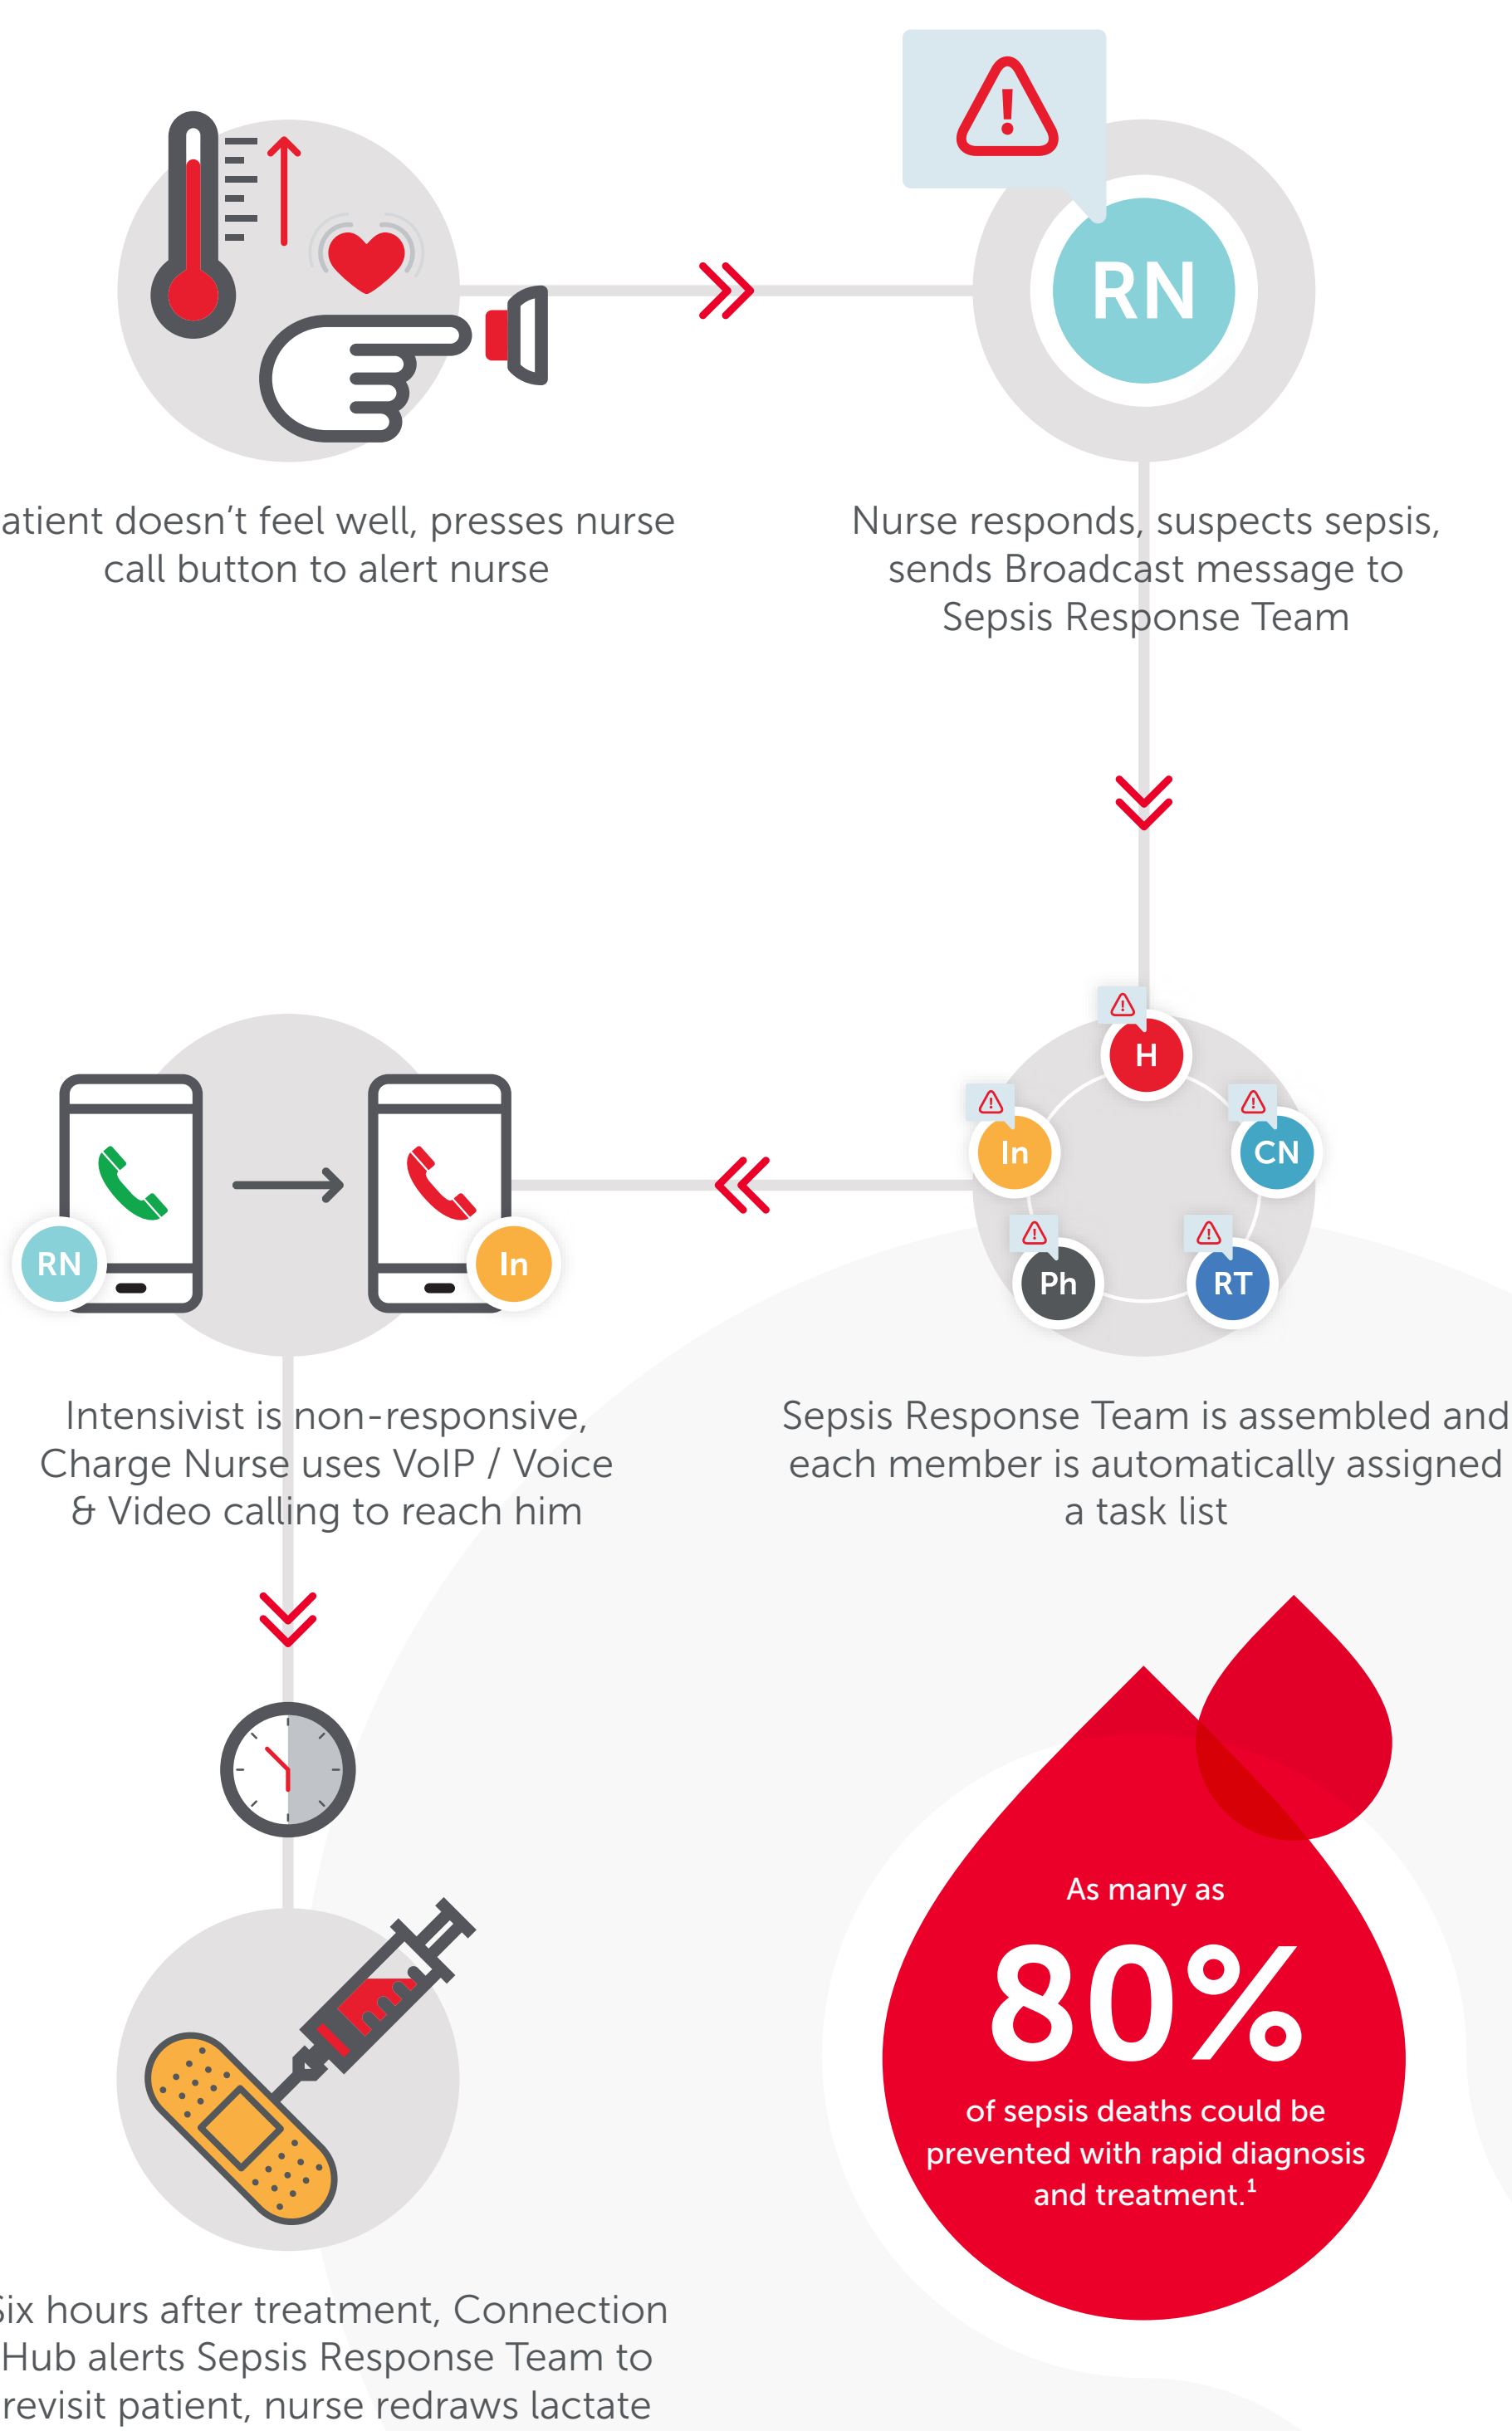 RN
atient doesn't feel well, presses nurse
call button to alert nurse
Nurse responds, suspects sepsis,
sends Broadcast message to
Sepsis Response Team
RN
In
H
In
CN
Ph
RT
Intensivist is non-responsive,
Charge Nurse uses VoIP / Voice
& Video calling to reach him
Sepsis Response Team is assembled and
each member is automatically assigned
a task list
As many as
80%
of sepsis deaths could be
prevented with rapid diagnosis
and treatment.¹
Six hours after treatment, Connection
Hub alerts Sepsis Response Team to
revisit patient, nurse redraws lactate